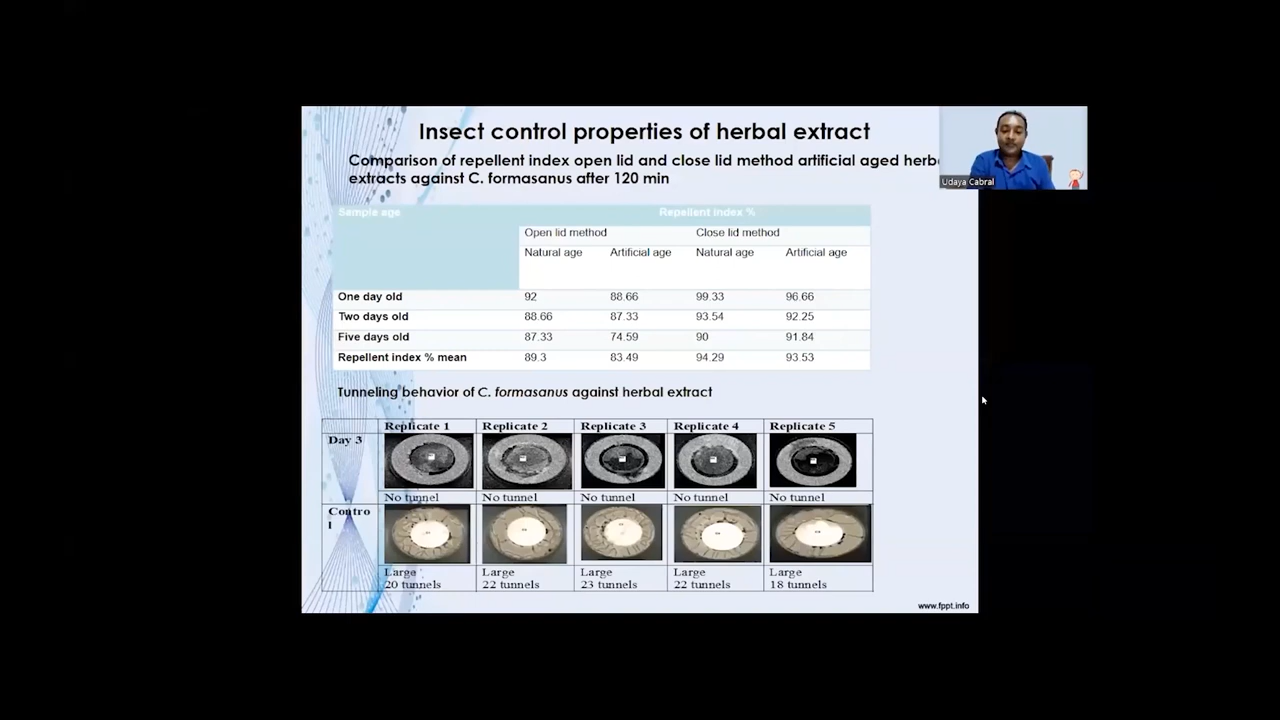 Insect control properties of herbal extract
Comparison of repellent index open lid and close lid method artificial aged
extracts against C. formasanus after 120 min
Udaya Cabral
Sample age Repellent index %
Open lid method Close lid method
Natural age Artificial age Natural age Artificial age
One day old 92 88.66 99.33 96.66
Two days old 88.66 87.33 93.54 92.25
Five days old 87.33 74.59 90 91.84
Repellent index % mean 89.3 83.49 94.29 93.53
Tunneling behavior of C. formasanus against herbal extract
Replicate 1 Replicate 2 Replicate 3 Replicate 4 Replicate 5
Day 3
No tunnel No tunnel No tunnel No tunnel No tunnel
Contro
l
Large Large Large Large Large
20 tunnels 22 tunnels 23 tunnels 22 tunnels 18 tunnels
www.fppt.info